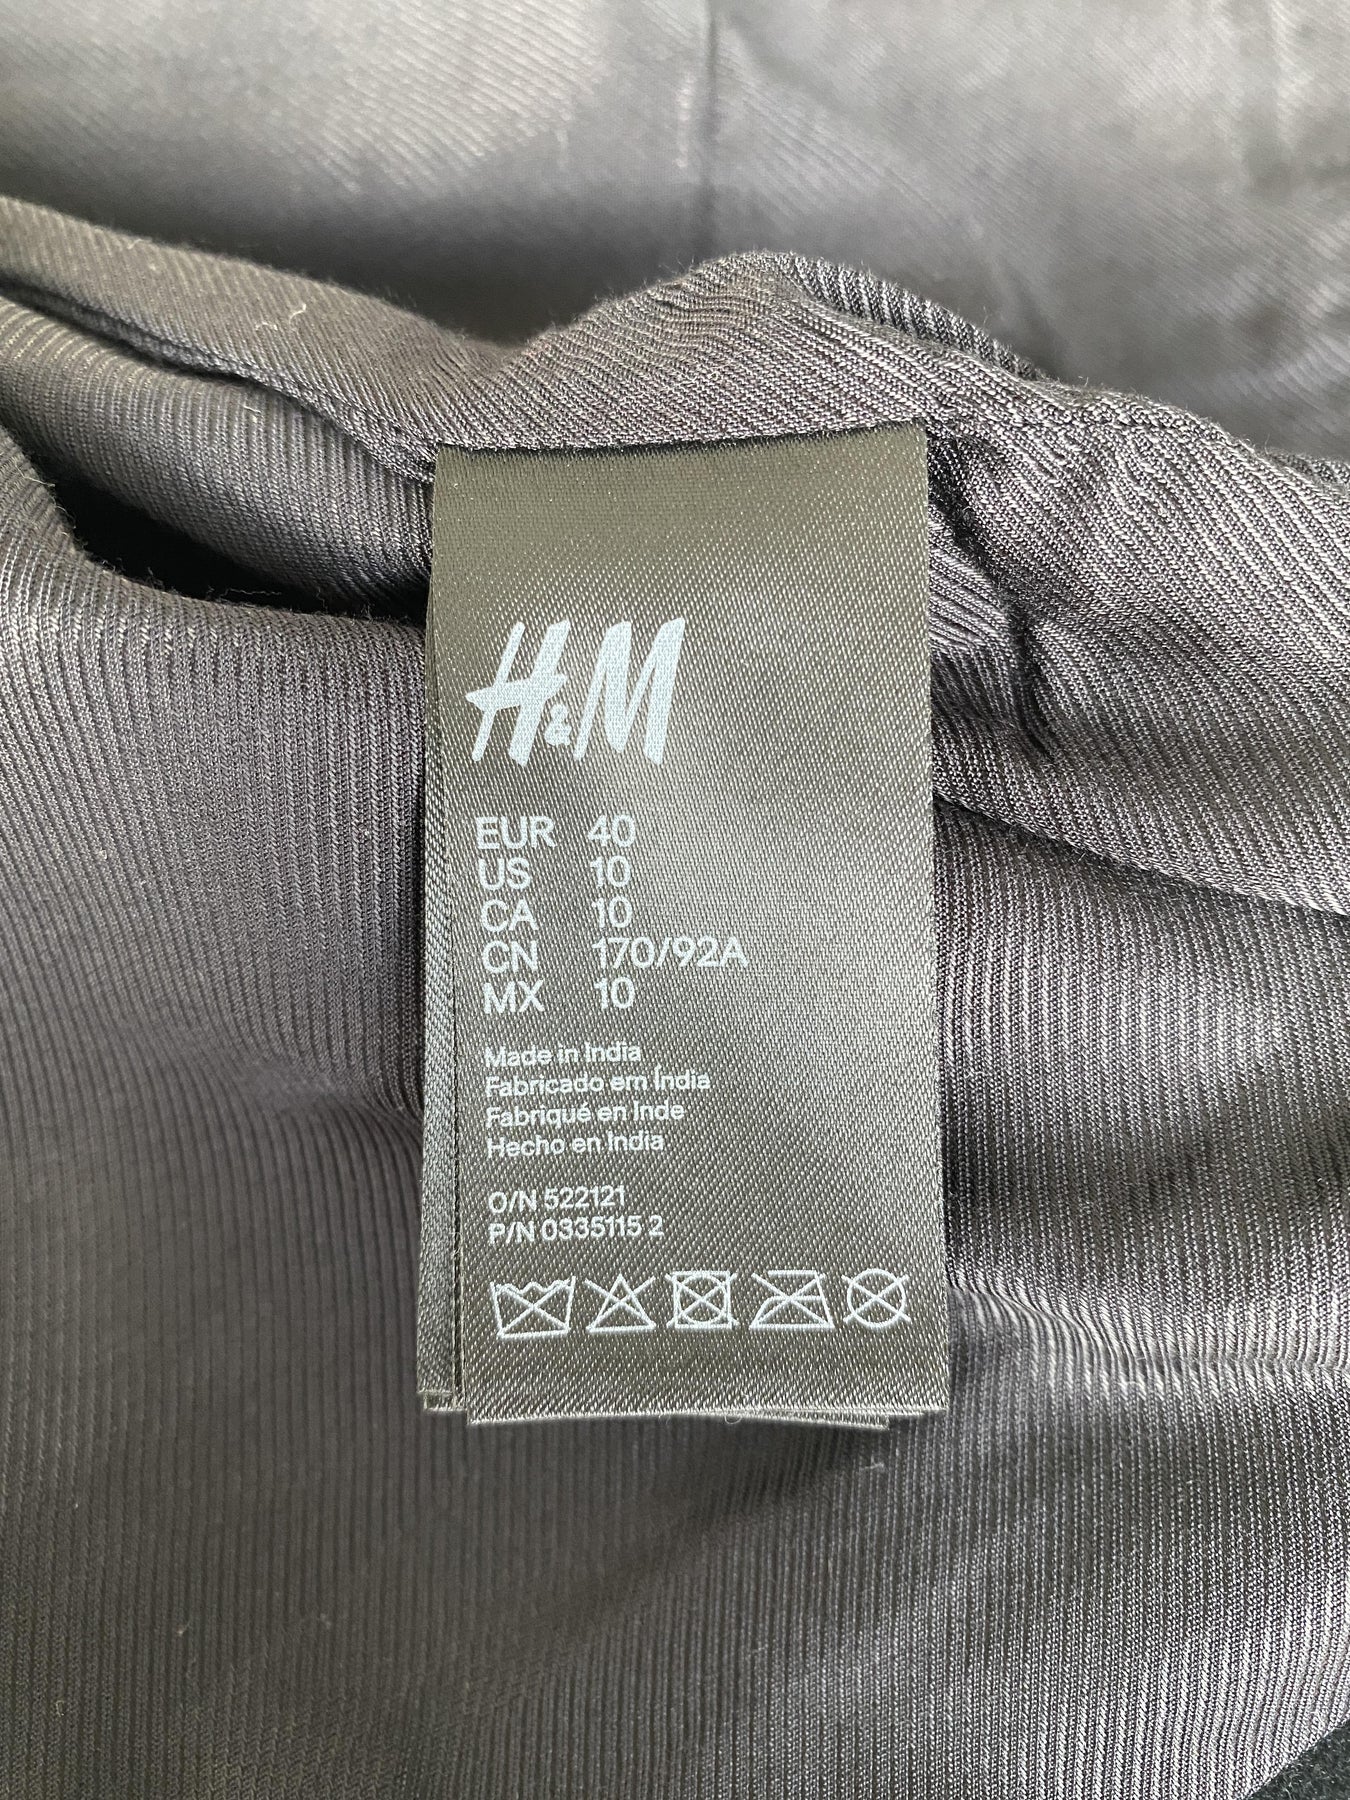 H&M
EUR 40
US 10
CA 10
CN 170/92A
MX 10
Made in India
Fabricado em Índia
Fabriqué en Inde
Hecho en India
O/N 522121
P/N 0335115 2